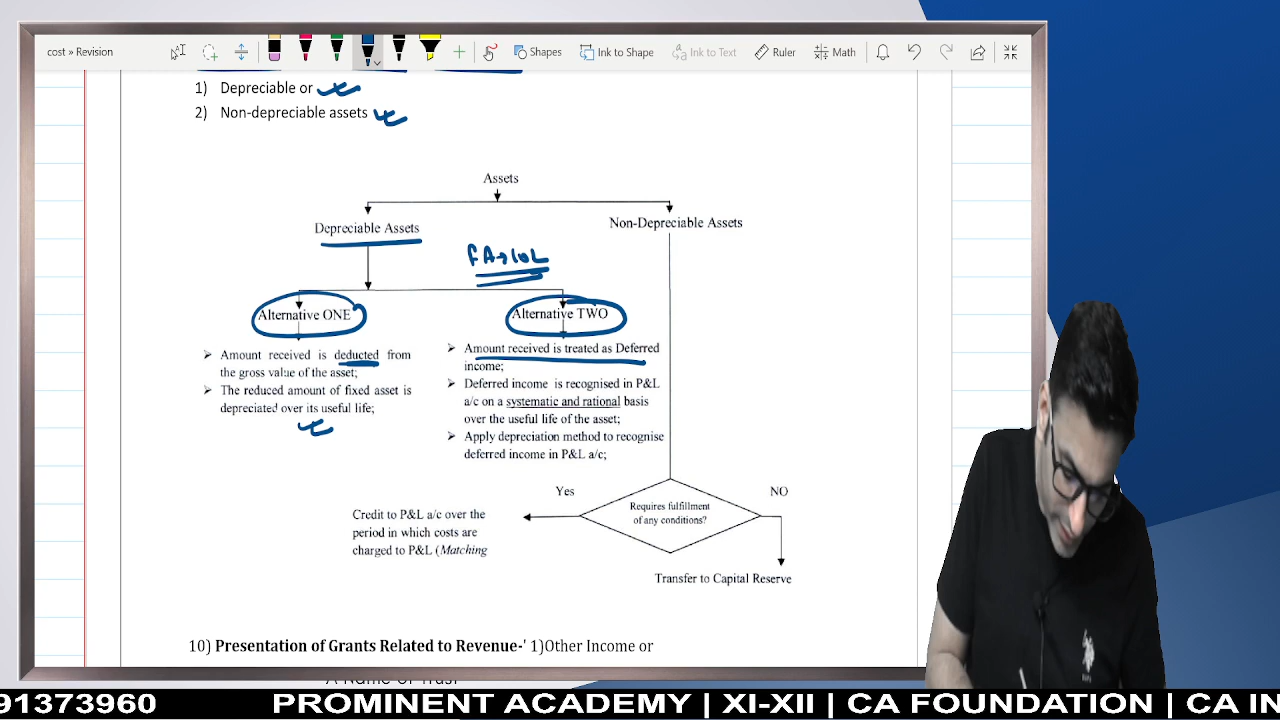 cost » Revision
Shapes
Ink to Shape
Ink to Text
Ruler
Math
1) Depreciable or
2) Non-depreciable assets
Assets
Depreciable Assets
Non-Depreciable Assets
FA→10L
Alternative ONE
Alternative TWO
➢ Amount received is deducted from
the gross value of the asset;
➢ The reduced amount of fixed asset is
depreciated over its useful life;
➢ Amount received is treated as Deferred
income;
➢ Deferred income is recognised in P&L
a/c on a systematic and rational basis
over the useful life of the asset;
➢ Apply depreciation method to recognise
deferred income in P&L a/c;
Yes
NO
Requires fulfillment
of any conditions?
Credit to P&L a/c over the
period in which costs are
charged to P&L (Matching
Transfer to Capital Reserve
10) Presentation of Grants Related to Revenue-' 1)Other Income or
A Name of Trust
91373960 PROMINENT ACADEMY | XI-XII | CA FOUNDATION | CA IN